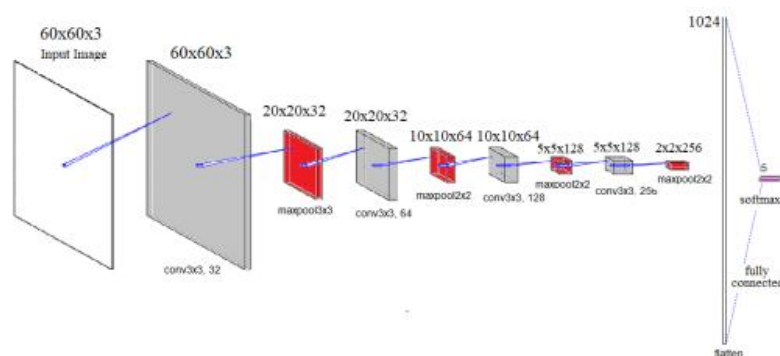 60x60x3
Input Image
60x60x3
conv3x3, 32
20x20x32
maxpool3x3
20x20x32
conv3x3, 64
10x10x64
maxpool2x2
10x10x64
conv3x3, 128
5x5x128
maxpool2x2
5x5x128
conv3x3, 256
2x2x256
maxpool2x2
1024
flatten
fully
connected
5
softmax